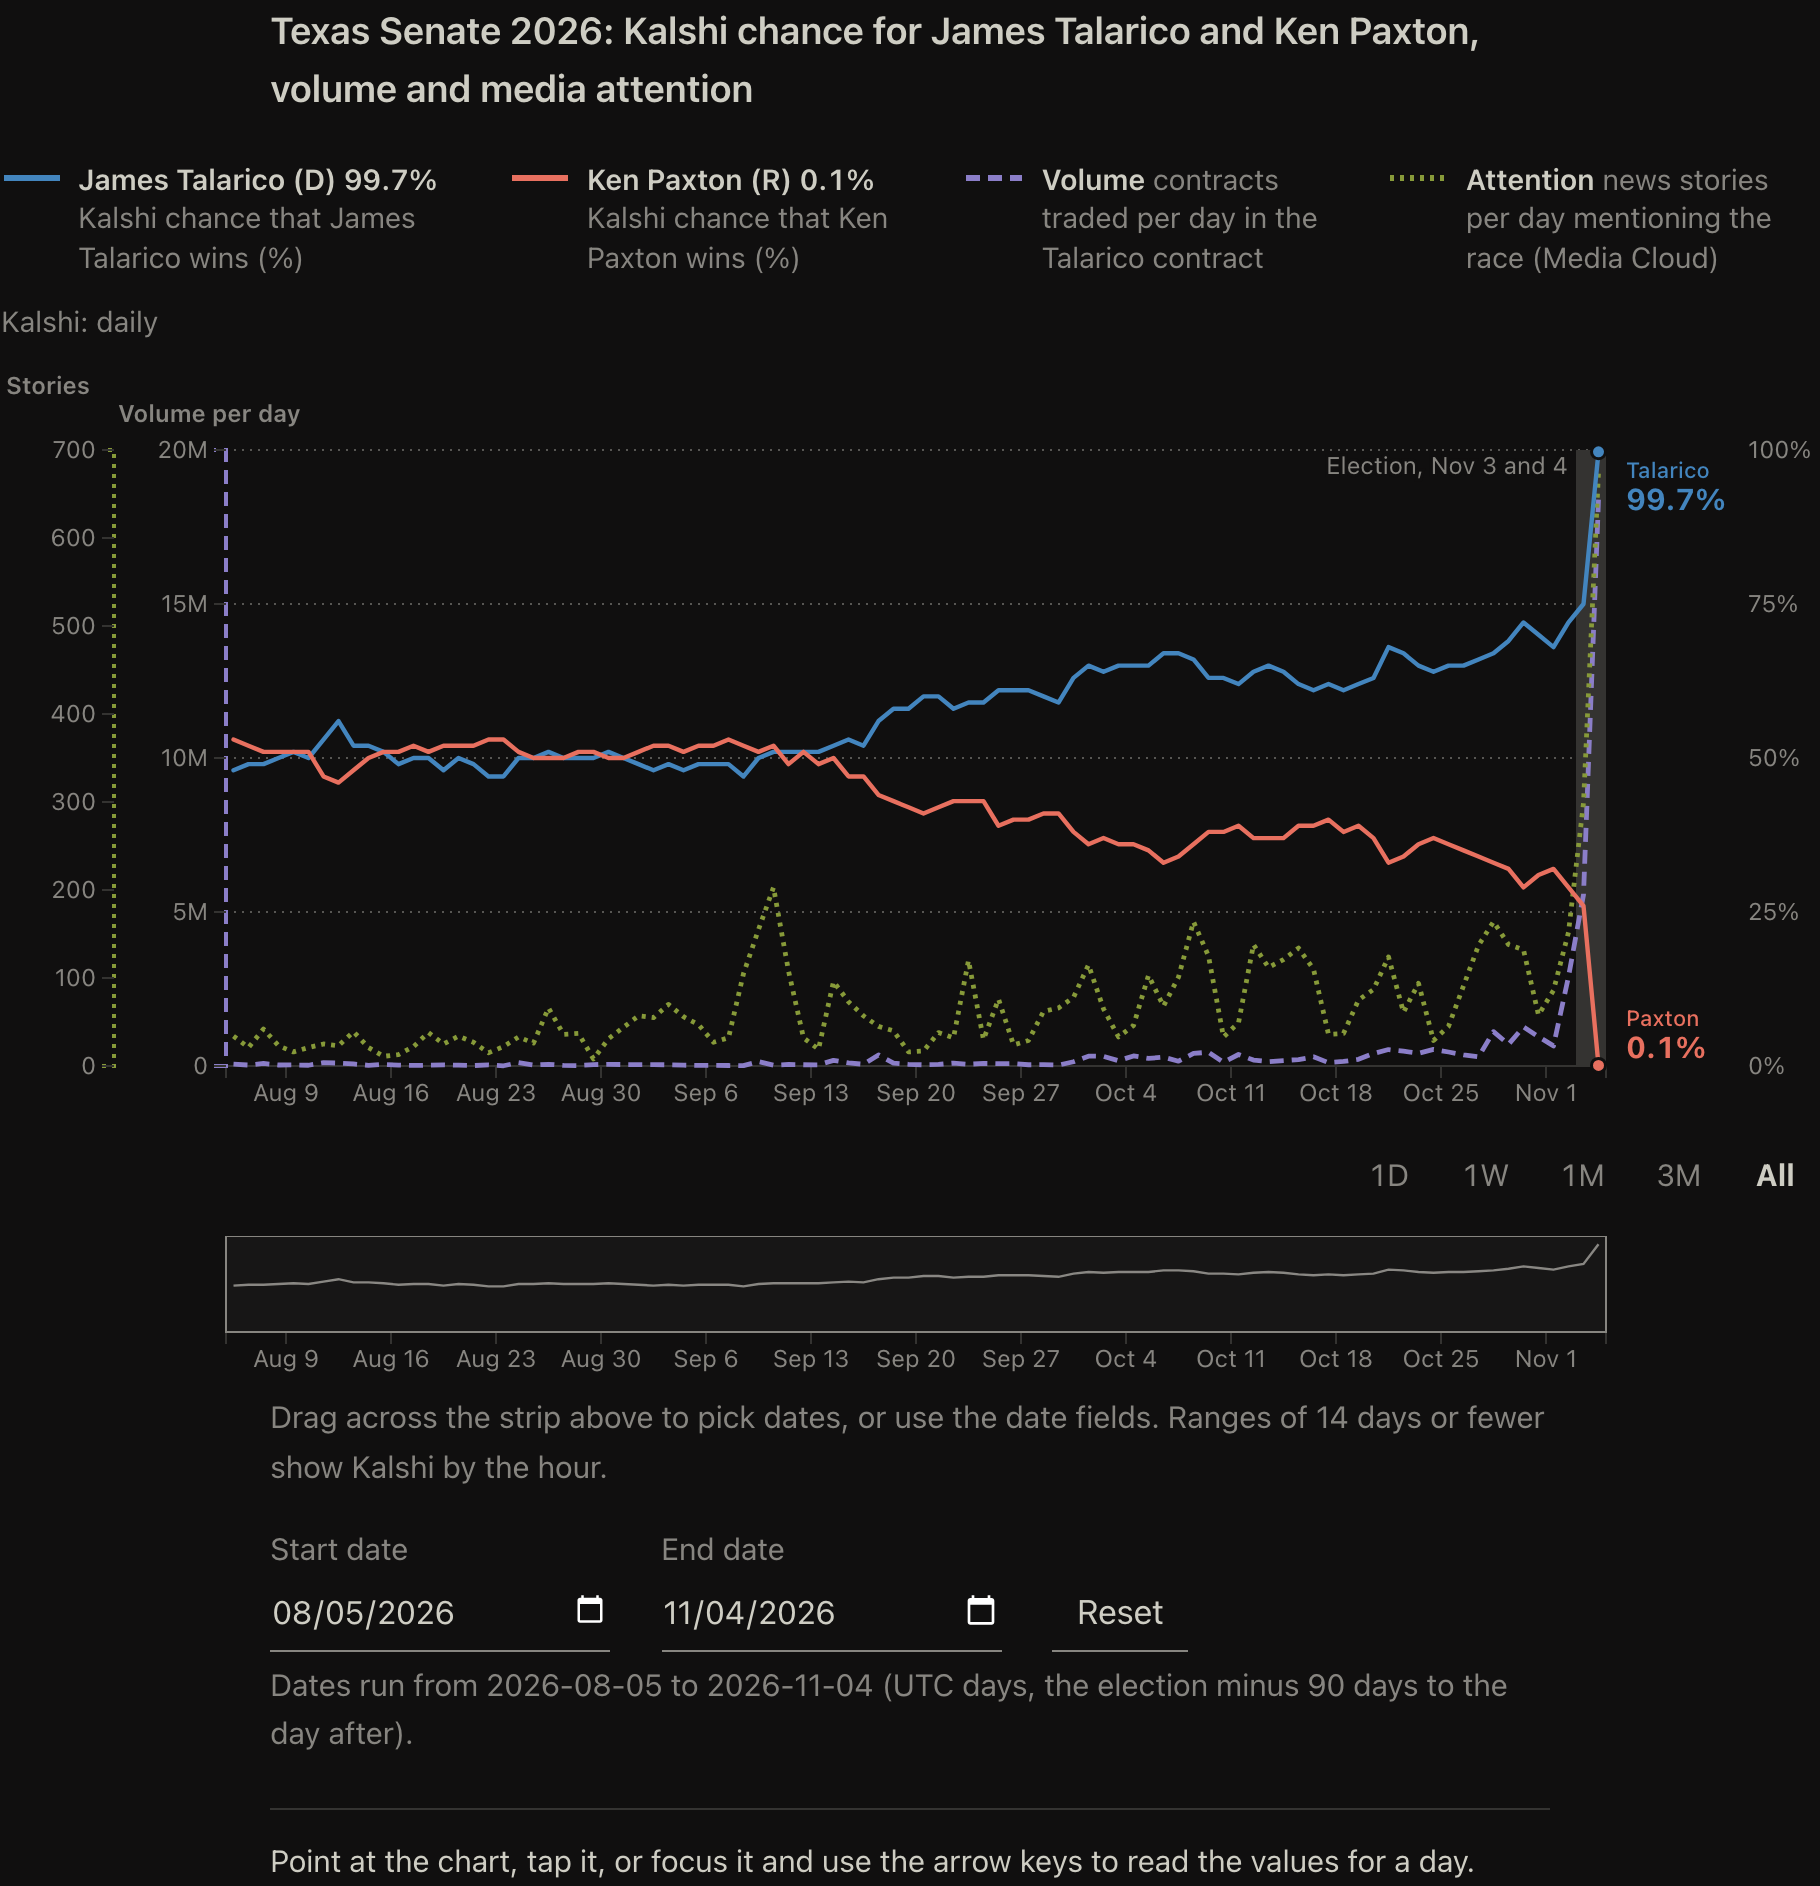 Texas Senate 2026: Kalshi chance for James Talarico and Ken Paxton,
volume and media attention
James Talarico (D) 99.7%
Kalshi chance that James
Talarico wins (%)
Ken Paxton (R) 0.1%
Kalshi chance that Ken
Paxton wins (%)
Volume contracts
traded per day in the
Talarico contract
Attention news stories
per day mentioning the
race (Media Cloud)
Kalshi: daily
Stories
Volume per day
700
600
500
400
300
200
100
0
20M
15M
10M
5M
0
Election, Nov 3 and 4
Talarico
99.7%
Paxton
0.1%
100%
75%
50%
25%
0%
Aug 9 Aug 16 Aug 23 Aug 30 Sep 6 Sep 13 Sep 20 Sep 27 Oct 4 Oct 11 Oct 18 Oct 25 Nov 1
1D 1W 1M 3M All
Aug 9 Aug 16 Aug 23 Aug 30 Sep 6 Sep 13 Sep 20 Sep 27 Oct 4 Oct 11 Oct 18 Oct 25 Nov 1
Drag across the strip above to pick dates, or use the date fields. Ranges of 14 days or fewer
show Kalshi by the hour.
Start date
08/05/2026
End date
11/04/2026
Reset
Dates run from 2026-08-05 to 2026-11-04 (UTC days, the election minus 90 days to the
day after).
Point at the chart, tap it, or focus it and use the arrow keys to read the values for a day.